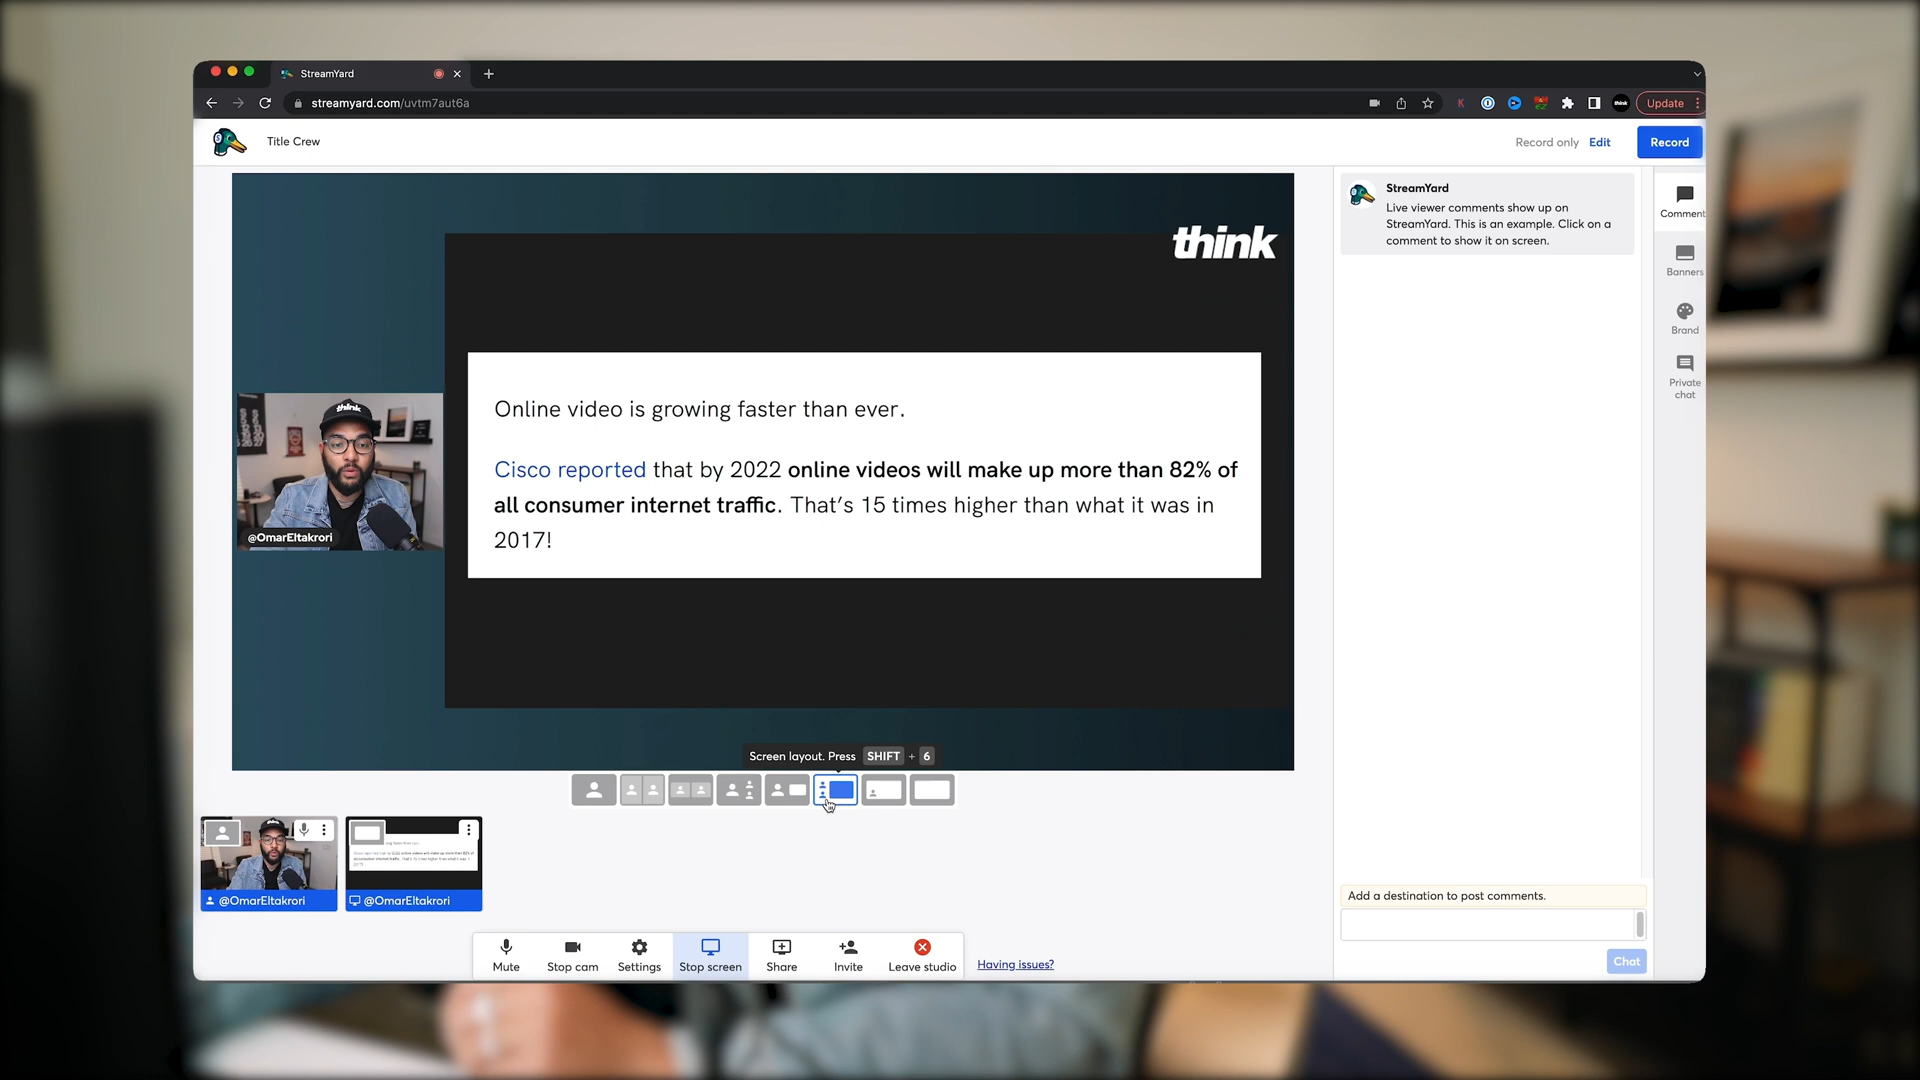 StreamYard
streamyard.com/uvtm7aut6a
K
think
Update
Title Crew
Record only
Edit
Record
think
think
@OmarEltakrori
Online video is growing faster than ever.
Cisco reported that by 2022 online videos will make up more than 82% of
all consumer internet traffic. That's 15 times higher than what it was in
2017!
StreamYard
Live viewer comments show up on
StreamYard. This is an example. Click on a
comment to show it on screen.
Comment
Banners
Brand
Private
chat
Screen layout. Press SHIFT + 6
@OmarEltakrori
@OmarEltakrori
Add a destination to post comments.
Chat
Mute
Stop cam
Settings
Stop screen
Share
Invite
Leave studio
Having issues?